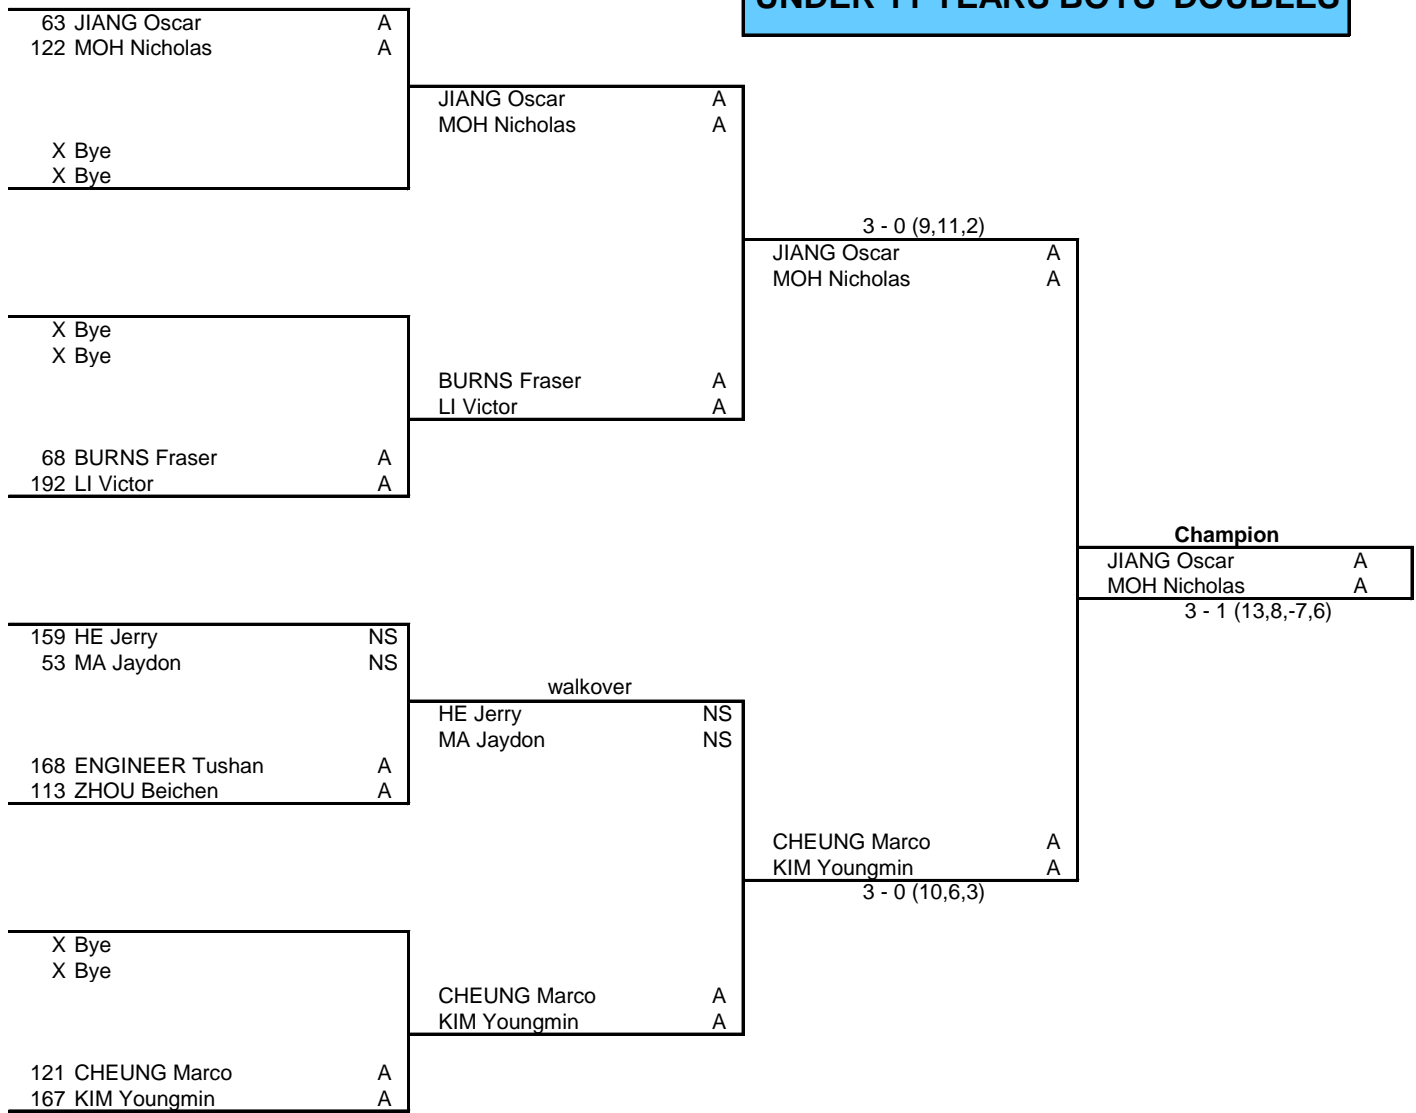 UNDER 11 YEARS BOYS' DOUBLES
63 JIANG Oscar A
122 MOH Nicholas A
JIANG Oscar A
MOH Nicholas A
X Bye
X Bye
3 - 0 (9,11,2)
JIANG Oscar A
MOH Nicholas A
X Bye
X Bye
BURNS Fraser A
LI Victor A
68 BURNS Fraser A
192 LI Victor A
Champion
JIANG Oscar A
MOH Nicholas A
3 - 1 (13,8,-7,6)
159 HE Jerry NS
53 MA Jaydon NS
walkover
HE Jerry NS
MA Jaydon NS
168 ENGINEER Tushan A
113 ZHOU Beichen A
CHEUNG Marco A
KIM Youngmin A
3 - 0 (10,6,3)
X Bye
X Bye
CHEUNG Marco A
KIM Youngmin A
121 CHEUNG Marco A
167 KIM Youngmin A